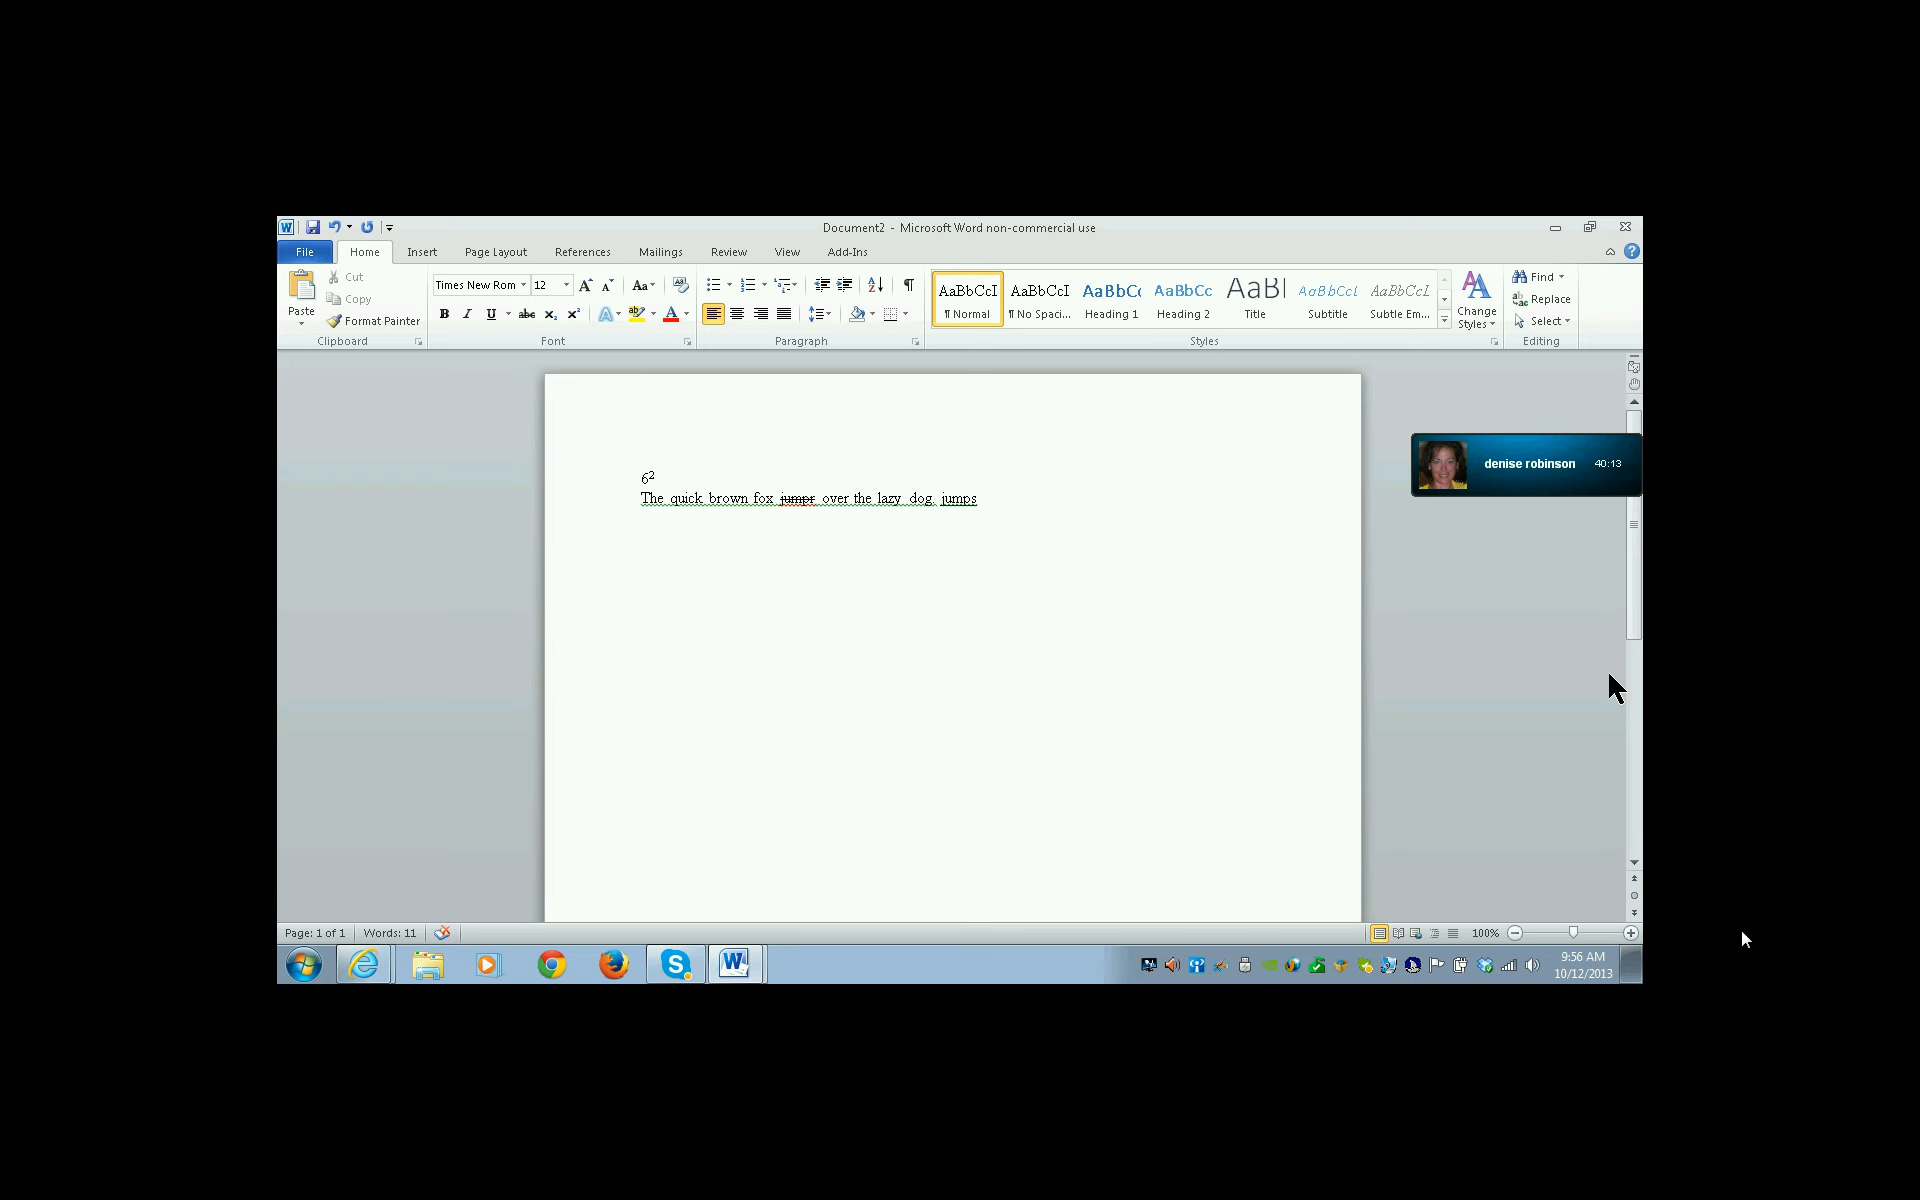 Document2 - Microsoft Word non-commercial use
File Home Insert Page Layout References Mailings Review View Add-Ins
Paste
Cut
Copy
Format Painter
Clipboard
Times New Rom 12
Font
Paragraph
AaBbCcI AaBbCcI AaBbC AaBbCc AaB AaBbCcL AaBbCcL
¶ Normal ¶ No Spaci... Heading 1 Heading 2 Title Subtitle Subtle Em...
Change Styles
Styles
Find
Replace
Select
Editing
6²
The quick brown fox jumpr over the lazy dog. jumps
denise robinson 40:13
Page: 1 of 1 Words: 11 100%
9:56 AM
10/12/2013